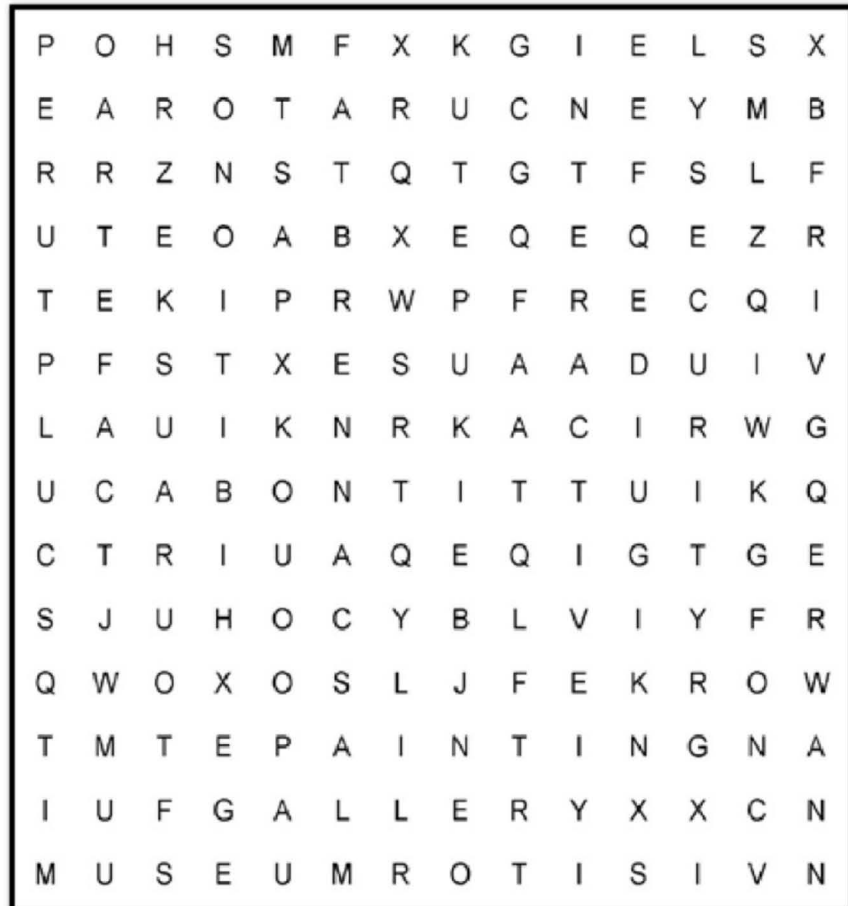 P O H S M F X K G I E L S X
E A R O T A R U C N E Y M B
R R Z N S T Q T G T F S L F
U T E O A B X E Q E Q E Z R
T E K I P R W P F R E C Q I
P F S T X E S U A A D U I V
L A U I K N R K A C I R W G
U C A B O N T I T T U I K Q
C T R I U A Q E Q I G T G E
S J U H O C Y B L V I Y F R
Q W O X O S L J F E K R O W
T M T E P A I N T I N G N A
I U F G A L L E R Y X X C N
M U S E U M R O T I S I V N